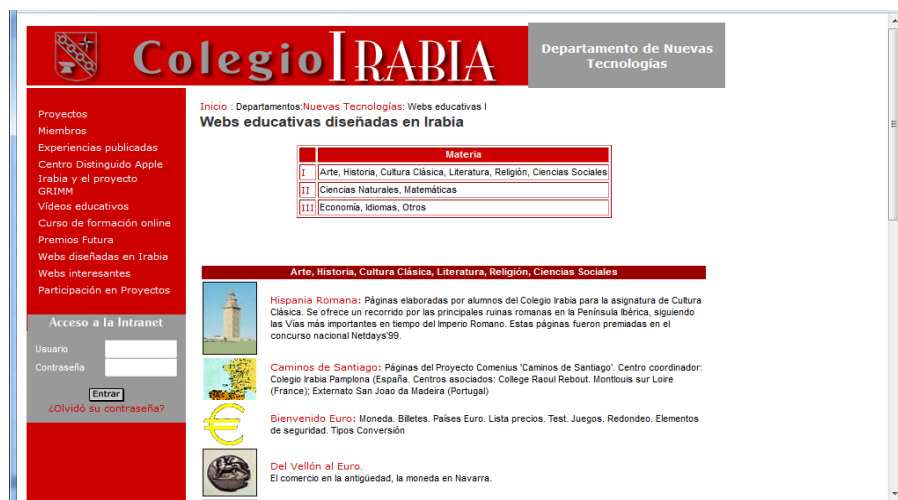 Colegio IRABIA
Departamento de Nuevas
Tecnologías
Proyectos
Miembros
Experiencias publicadas
Centro Distinguido Apple
Irabia y el proyecto
GRIMM
Vídeos educativos
Curso de formación online
Premios Futura
Webs diseñadas en Irabia
Webs interesantes
Participación en Proyectos
Acceso a la Intranet
Usuario
Contraseña
Entrar
¿Olvidó su contraseña?
Inicio : Departamentos:Nuevas Tecnologías: Webs educativas I
Webs educativas diseñadas en Irabia
Materia
I Arte, Historia, Cultura Clásica, Literatura, Religión, Ciencias Sociales
II Ciencias Naturales, Matemáticas
III Economía, Idiomas, Otros
Arte, Historia, Cultura Clásica, Literatura, Religión, Ciencias Sociales
Hispania Romana: Páginas elaboradas por alumnos del Colegio Irabia para la asignatura de Cultura
Clásica. Se ofrece un recorrido por las principales ruinas romanas en la Península Ibérica, siguiendo
las Vías más importantes en tiempo del Imperio Romano. Estas páginas fueron premiadas en el
concurso nacional Netdays'99.
Caminos de Santiago: Páginas del Proyecto Comenius 'Caminos de Santiago'. Centro coordinador:
Colegio Irabia Pamplona (España. Centros asociados: College Raoul Rebout. Montlouis sur Loire
(France); Externato San Joao da Madeira (Portugal)
Bienvenido Euro: Moneda. Billetes. Países Euro. Lista precios. Test. Juegos. Redondeo. Elementos
de seguridad. Tipos Conversión
Del Vellón al Euro.
El comercio en la antigüedad, la moneda en Navarra.